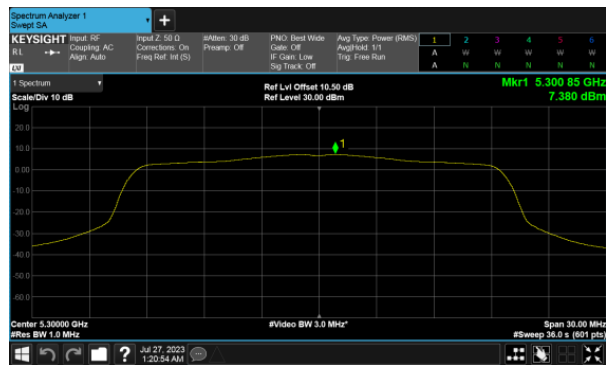 Spectrum Analyzer 1
Swept SA
+
KEYSIGHT
RL
Input: RF
Coupling: AC
Align: Auto
Input Z: 50 Ω
Corrections: On
Freq Ref: Int (S)
#Atten: 30 dB
Preamp: Off
PNO: Best Wide
Gate: Off
IF Gain: Low
Sig Track: Off
Avg Type: Power (RMS)
Avg|Hold: 1/1
Trig: Free Run
1 2 3 4 5 6
A W W W W W
A N N N N N
LXI
1 Spectrum
Scale/Div 10 dB
Log
Ref Lvl Offset 10.50 dB
Ref Level 30.00 dBm
Mkr1 5.300 85 GHz
7.380 dBm
1
20.0
10.0
0.00
-10.0
-20.0
-30.0
-40.0
-50.0
-60.0
Center 5.30000 GHz
#Res BW 1.0 MHz
#Video BW 3.0 MHz*
Span 30.00 MHz
#Sweep 36.0 s (601 pts)
?
Jul 27, 2023
1:20:54 AM